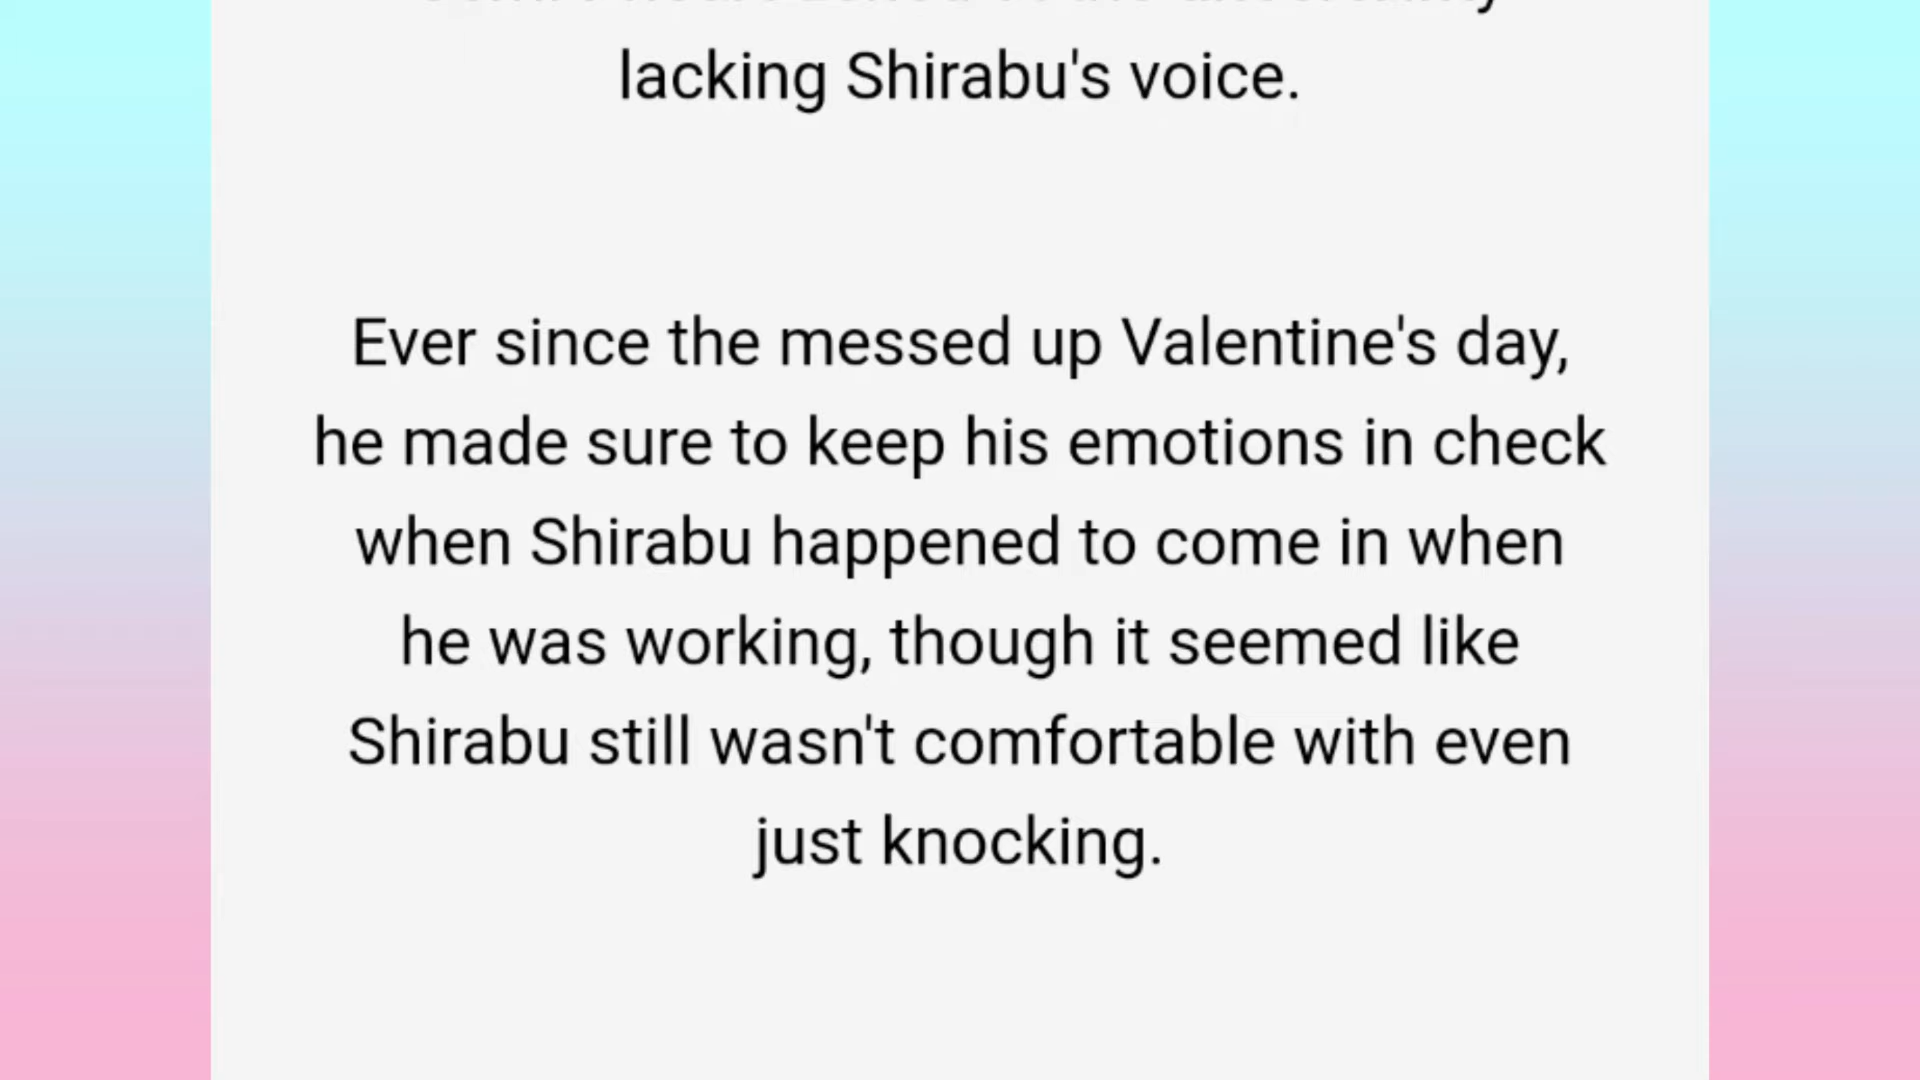 lacking Shirabu's voice.
Ever since the messed up Valentine's day,
he made sure to keep his emotions in check
when Shirabu happened to come in when
he was working, though it seemed like
Shirabu still wasn't comfortable with even
just knocking.